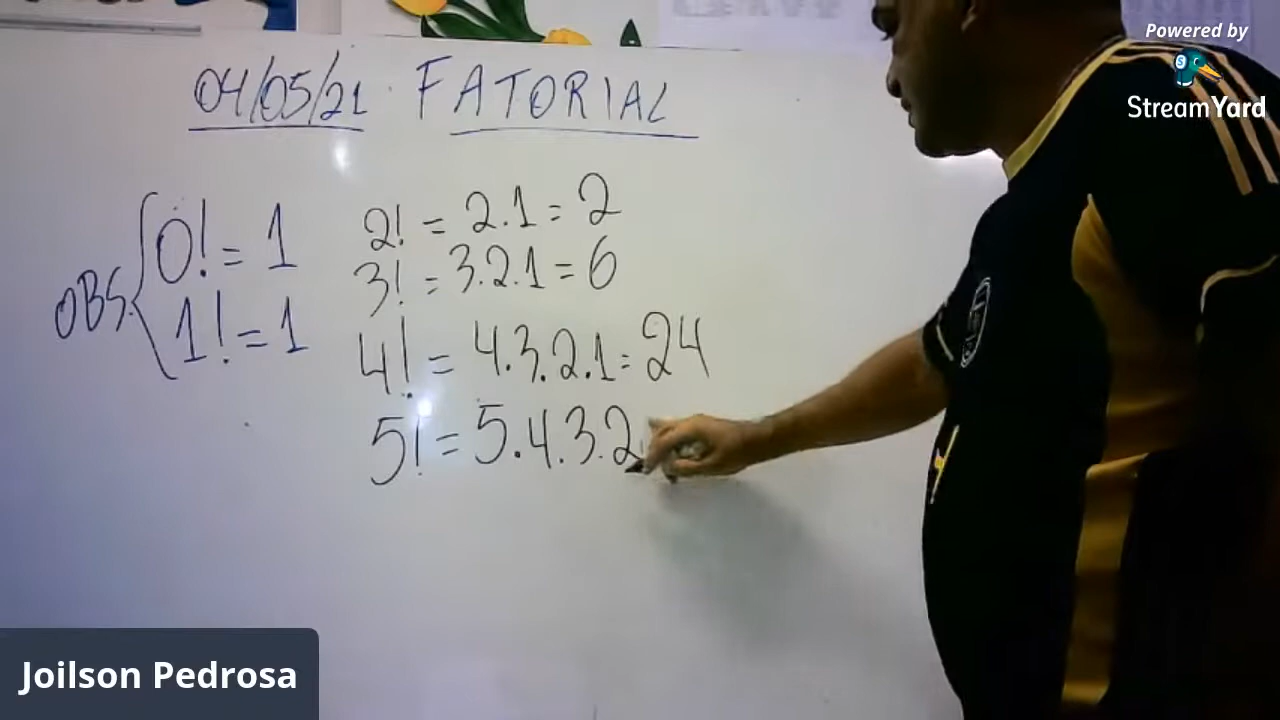 Powered by
StreamYard
04/05/21 FATORIAL
OBS. { 0! = 1
1! = 1
2! = 2.1 = 2
3! = 3.2.1 = 6
4! = 4.3.2.1 = 24
5! = 5.4.3.2
Joilson Pedrosa